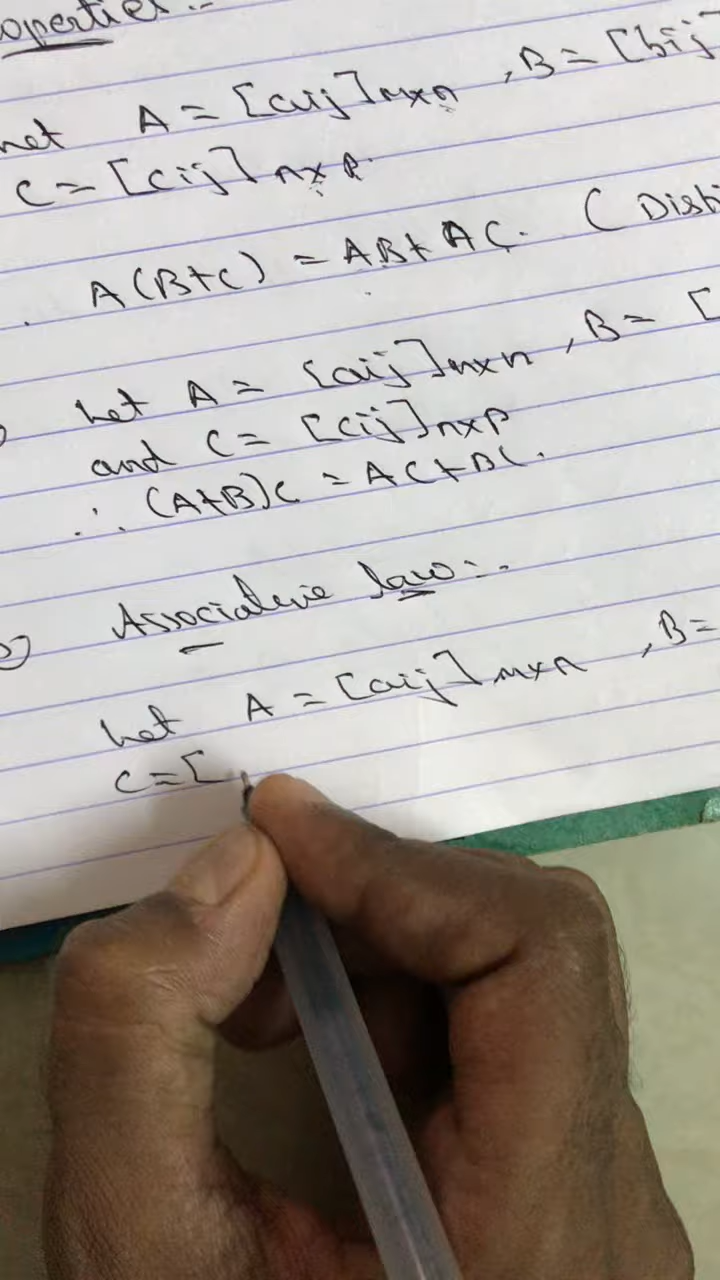 operties :-
Let A = [aij]mxn , B = [bij]
C = [cij]nxp.
∴ A(B+C) = AB + AC. ( Disti
Let A = [aij]mxn , B = [
and C = [cij]nxp
∴ (A+B)C = AC+BC.
Associative law :-
Let A = [aij]mxn , B =
C = [